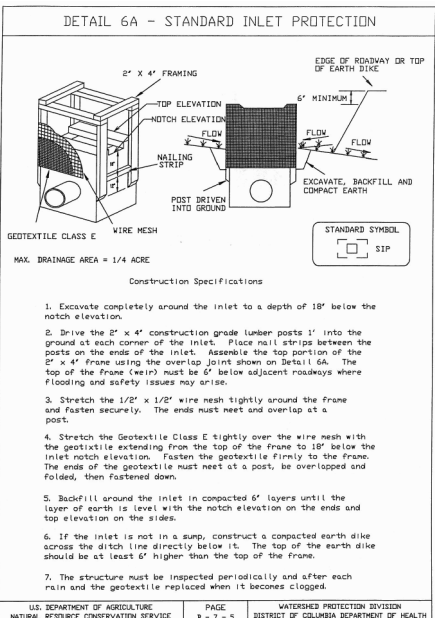 DETAIL 6A - STANDARD INLET PROTECTION
EDGE OF ROADWAY OR TOP
OF EARTH DIKE
2" X 4" FRAMING
6" MINIMUM
TOP ELEVATION
NOTCH ELEVATION
FLOW
FLOW
FLOW
NAILING
STRIP
18"
12"
EXCAVATE, BACKFILL AND
COMPACT EARTH
POST DRIVEN
INTO GROUND
WIRE MESH
GEOTEXTILE CLASS E
STANDARD SYMBOL
SIP
MAX. DRAINAGE AREA = 1/4 ACRE
Construction Specifications
1. Excavate completely around the inlet to a depth of 18" below the
notch elevation.
2. Drive the 2" x 4" construction grade lumber posts 1' into the
ground at each corner of the inlet. Place nail strips between the
posts on the ends of the inlet. Assemble the top portion of the
2" x 4" frame using the overlap joint shown on Detail 6A. The
top of the frame (weir) must be 6" below adjacent roadways where
flooding and safety issues may arise.
3. Stretch the 1/2" x 1/2" wire mesh tightly around the frame
and fasten securely. The ends must meet and overlap at a
post.
4. Stretch the Geotextile Class E tightly over the wire mesh with
the geotixtile extending from the top of the frame to 18" below the
inlet notch elevation. Fasten the geotextile firmly to the frame.
The ends of the geotextile must meet at a post, be overlapped and
folded, then fastened down.
5. Backfill around the inlet in compacted 6" layers until the
layer of earth is level with the notch elevation on the ends and
top elevation on the sides.
6. If the inlet is not in a sump, construct a compacted earth dike
across the ditch line directly below it. The top of the earth dike
should be at least 6" higher than the top of the frame.
7. The structure must be inspected periodically and after each
rain and the geotextile replaced when it becomes clogged.
U.S. DEPARTMENT OF AGRICULTURE
NATURAL RESOURCE CONSERVATION SERVICE
PAGE
B - 7 - 5
WATERSHED PROTECTION DIVISION
DISTRICT OF COLUMBIA DEPARTMENT OF HEALTH